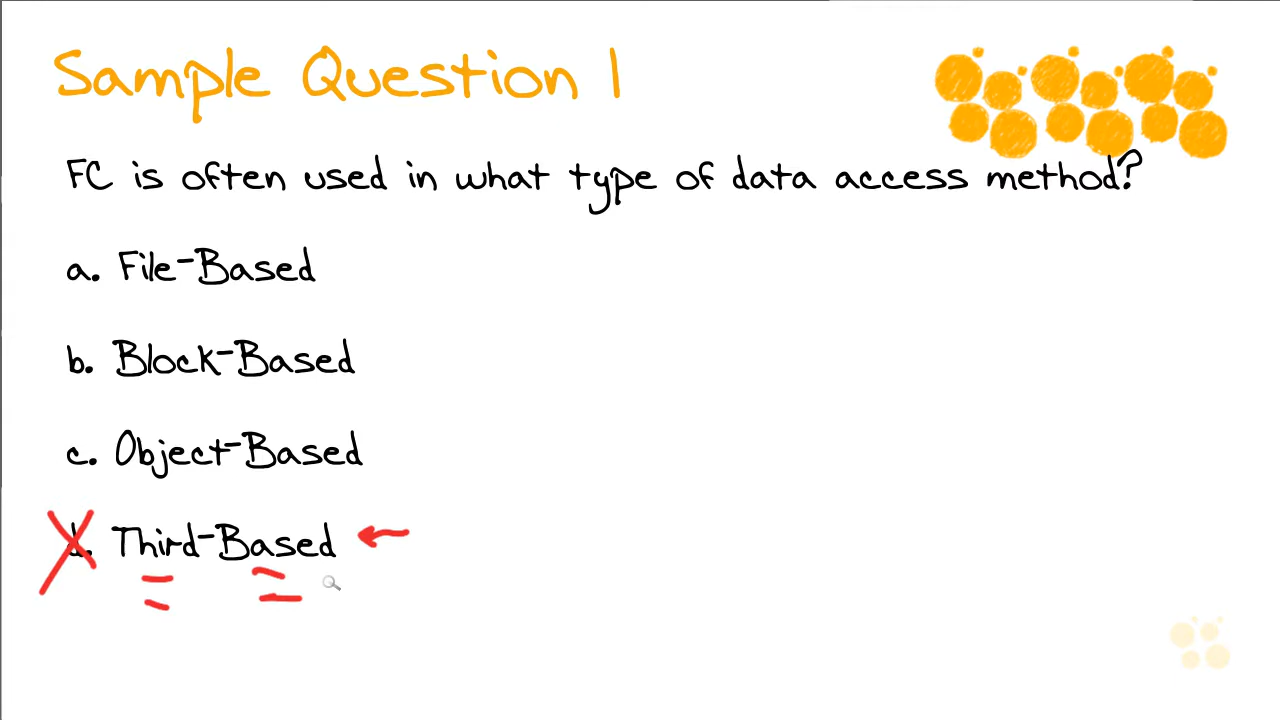 Sample Question 1
FC is often used in what type of data access method?
a. File-Based
b. Block-Based
c. Object-Based
d. Third-Based